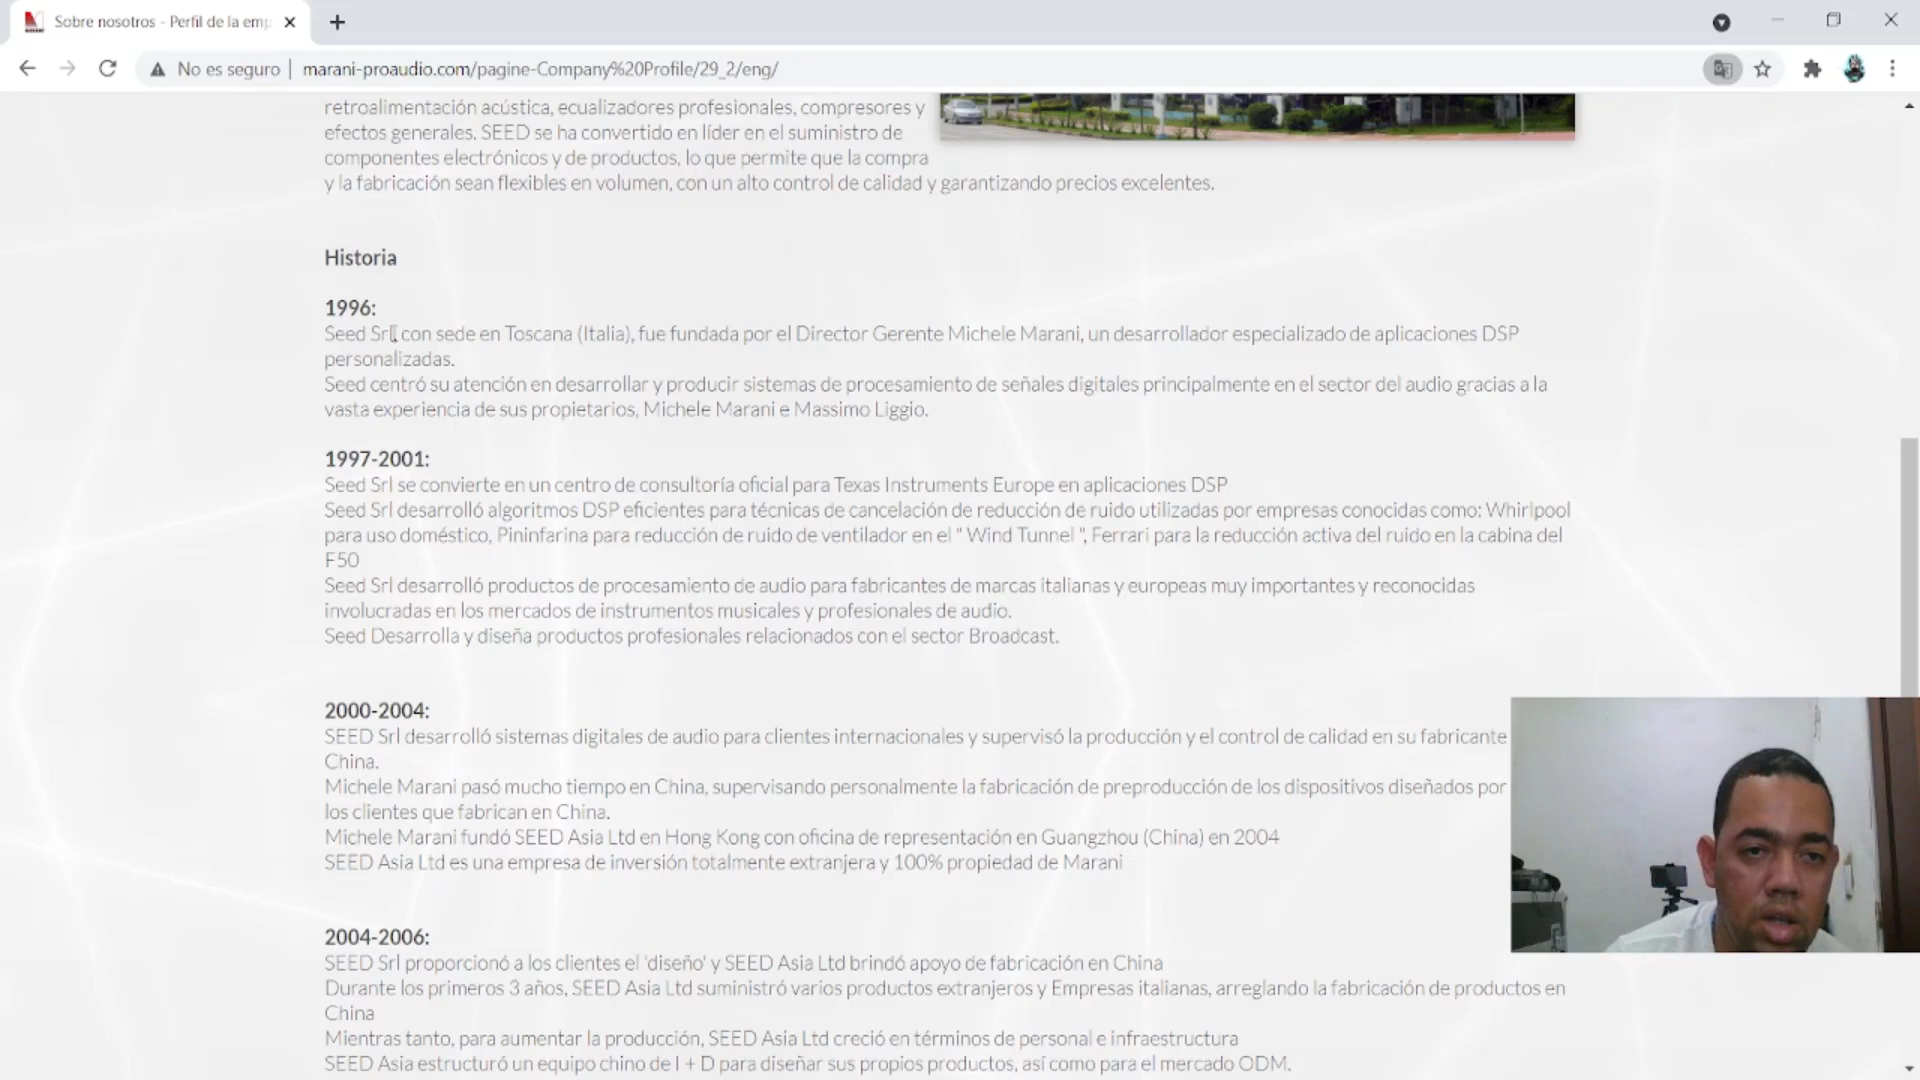 Sobre nosotros - Perfil de la emp
No es seguro
marani-proaudio.com/pagine-Company%20Profile/29_2/eng/
retroalimentación acústica, ecualizadores profesionales, compresores y
efectos generales. SEED se ha convertido en líder en el suministro de
componentes electrónicos y de productos, lo que permite que la compra
y la fabricación sean flexibles en volumen, con un alto control de calidad y garantizando precios excelentes.
Historia
1996:
Seed Srl, con sede en Toscana (Italia), fue fundada por el Director Gerente Michele Marani, un desarrollador especializado de aplicaciones DSP
personalizadas.
Seed centró su atención en desarrollar y producir sistemas de procesamiento de señales digitales principalmente en el sector del audio gracias a la
vasta experiencia de sus propietarios, Michele Marani e Massimo Liggio.
1997-2001:
Seed Srl se convierte en un centro de consultoría oficial para Texas Instruments Europe en aplicaciones DSP
Seed Srl desarrolló algoritmos DSP eficientes para técnicas de cancelación de reducción de ruido utilizadas por empresas conocidas como: Whirlpool
para uso doméstico, Pininfarina para reducción de ruido de ventilador en el " Wind Tunnel ", Ferrari para la reducción activa del ruido en la cabina del
F50
Seed Srl desarrolló productos de procesamiento de audio para fabricantes de marcas italianas y europeas muy importantes y reconocidas
involucradas en los mercados de instrumentos musicales y profesionales de audio.
Seed Desarrolla y diseña productos profesionales relacionados con el sector Broadcast.
2000-2004:
SEED Srl desarrolló sistemas digitales de audio para clientes internacionales y supervisó la producción y el control de calidad en su fabricante
China.
Michele Marani pasó mucho tiempo en China, supervisando personalmente la fabricación de preproducción de los dispositivos diseñados por
los clientes que fabrican en China.
Michele Marani fundó SEED Asia Ltd en Hong Kong con oficina de representación en Guangzhou (China) en 2004
SEED Asia Ltd es una empresa de inversión totalmente extranjera y 100% propiedad de Marani
2004-2006:
SEED Srl proporcionó a los clientes el 'diseño' y SEED Asia Ltd brindó apoyo de fabricación en China
Durante los primeros 3 años, SEED Asia Ltd suministró varios productos extranjeros y Empresas italianas, arreglando la fabricación de productos en
China
Mientras tanto, para aumentar la producción, SEED Asia Ltd creció en términos de personal e infraestructura
SEED Asia estructuró un equipo chino de I + D para diseñar sus propios productos, así como para el mercado ODM.